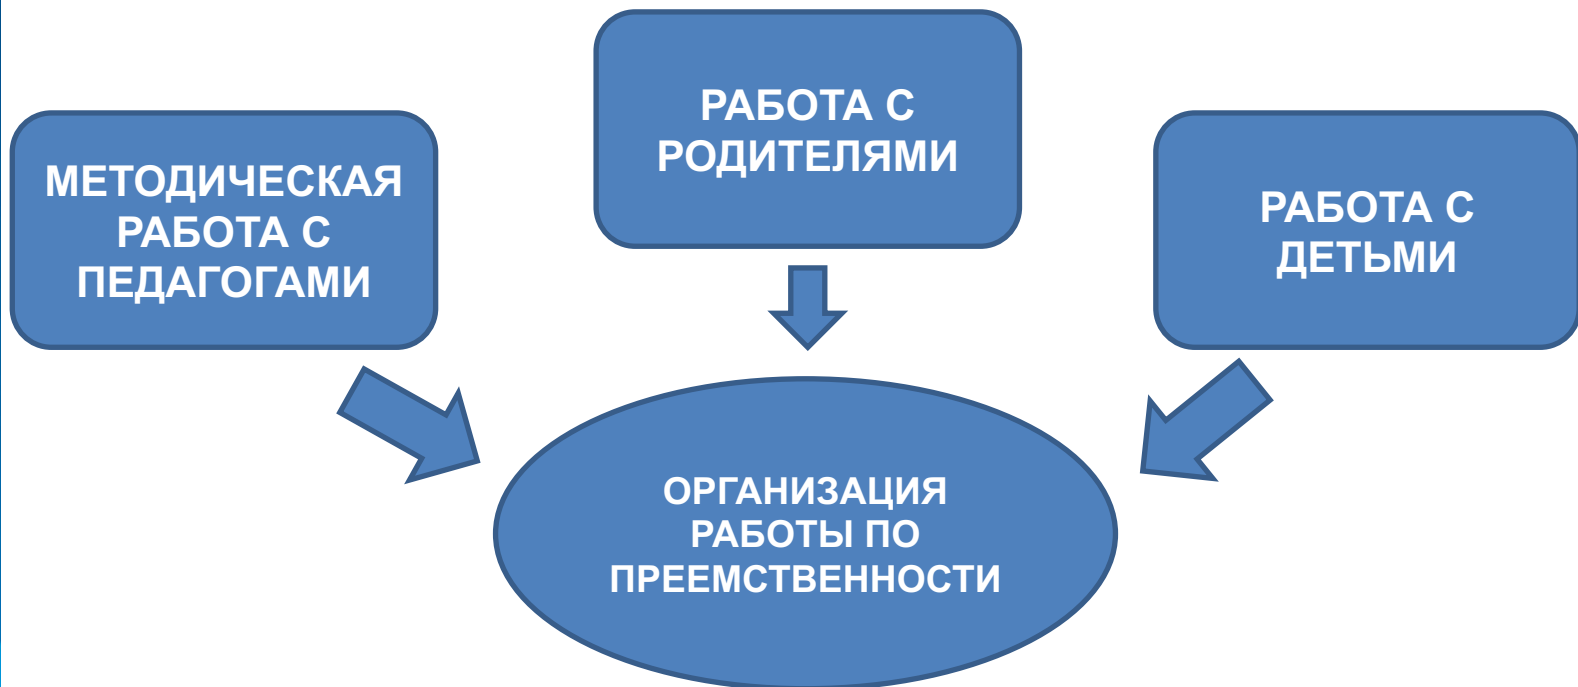 МЕТОДИЧЕСКАЯ
РАБОТА С
ПЕДАГОГАМИ
РАБОТА С
РОДИТЕЛЯМИ
РАБОТА С
ДЕТЬМИ
ОРГАНИЗАЦИЯ
РАБОТЫ ПО
ПРЕЕМСТВЕННОСТИ